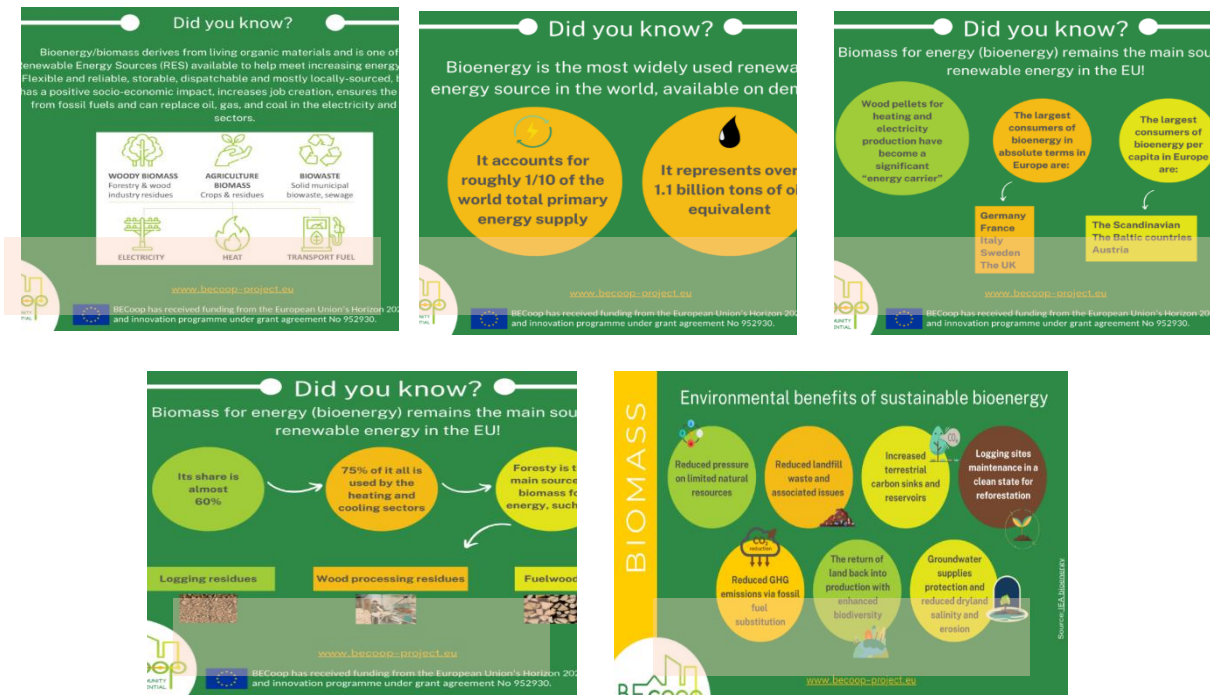 Did you know?
Bioenergy/biomass derives from living organic materials and is one of
Renewable Energy Sources (RES) available to help meet increasing energy
Flexible and reliable, storable, dispatchable and mostly locally-sourced,
has a positive socio-economic impact, increases job creation, ensures the
from fossil fuels and can replace oil, gas, and coal in the electricity and
sectors.
WOODY BIOMASS
Forestry & wood
industry residues
AGRICULTURE
BIOMASS
Crops & residues
BIOWASTE
Solid municipal
biowaste, sewage
ELECTRICITY
HEAT
TRANSPORT FUEL
www.becoop-project.eu
BECoop has received funding from the European Union's Horizon 202
and innovation programme under grant agreement No 952930.
Did you know?
Bioenergy is the most widely used renewa
energy source in the world, available on dem
It accounts for
roughly 1/10 of the
world total primary
energy supply
It represents over
1.1 billion tons of oi
equivalent
www.becoop-project.eu
BECoop has received funding from the European Union's Horizon 202
and innovation programme under grant agreement No 952930.
Did you know?
Biomass for energy (bioenergy) remains the main sou
renewable energy in the EU!
Wood pellets for
heating and
electricity
production have
become a
significant
"energy carrier"
The largest
consumers of
bioenergy in
absolute terms in
Europe are:
The largest
consumers of
bioenergy per
capita in Europe
are:
Germany
France
Italy
Sweden
The UK
The Scandinavian
The Baltic countries
Austria
www.becoop-project.eu
BECoop has received funding from the European Union's Horizon 20
and innovation programme under grant agreement No 952930.
Did you know?
Biomass for energy (bioenergy) remains the main sou
renewable energy in the EU!
Its share is
almost
60%
75% of it all is
used by the
heating and
cooling sectors
Foresty is t
main source
biomass fo
energy, such
Logging residues
Wood processing residues
Fuelwood
www.becoop-project.eu
BECoop has received funding from the European Union's Horizon 202
and innovation programme under grant agreement No 952930.
BIOMASS
Environmental benefits of sustainable bioenergy
Reduced pressure
on limited natural
resources
Reduced landfill
waste and
associated issues
Increased
terrestrial
carbon sinks and
reservoirs
CO₂
Logging sites
maintenance in a
clean state for
reforestation
CO₂
reduction
Reduced GHG
emissions via fossil
fuel
substitution
The return of
land back into
production with
enhanced
biodiversity
Groundwater
supplies
protection and
reduced dryland
salinity and
erosion
Source: IEA bioenergy
BECoop
www.becoop-project.eu